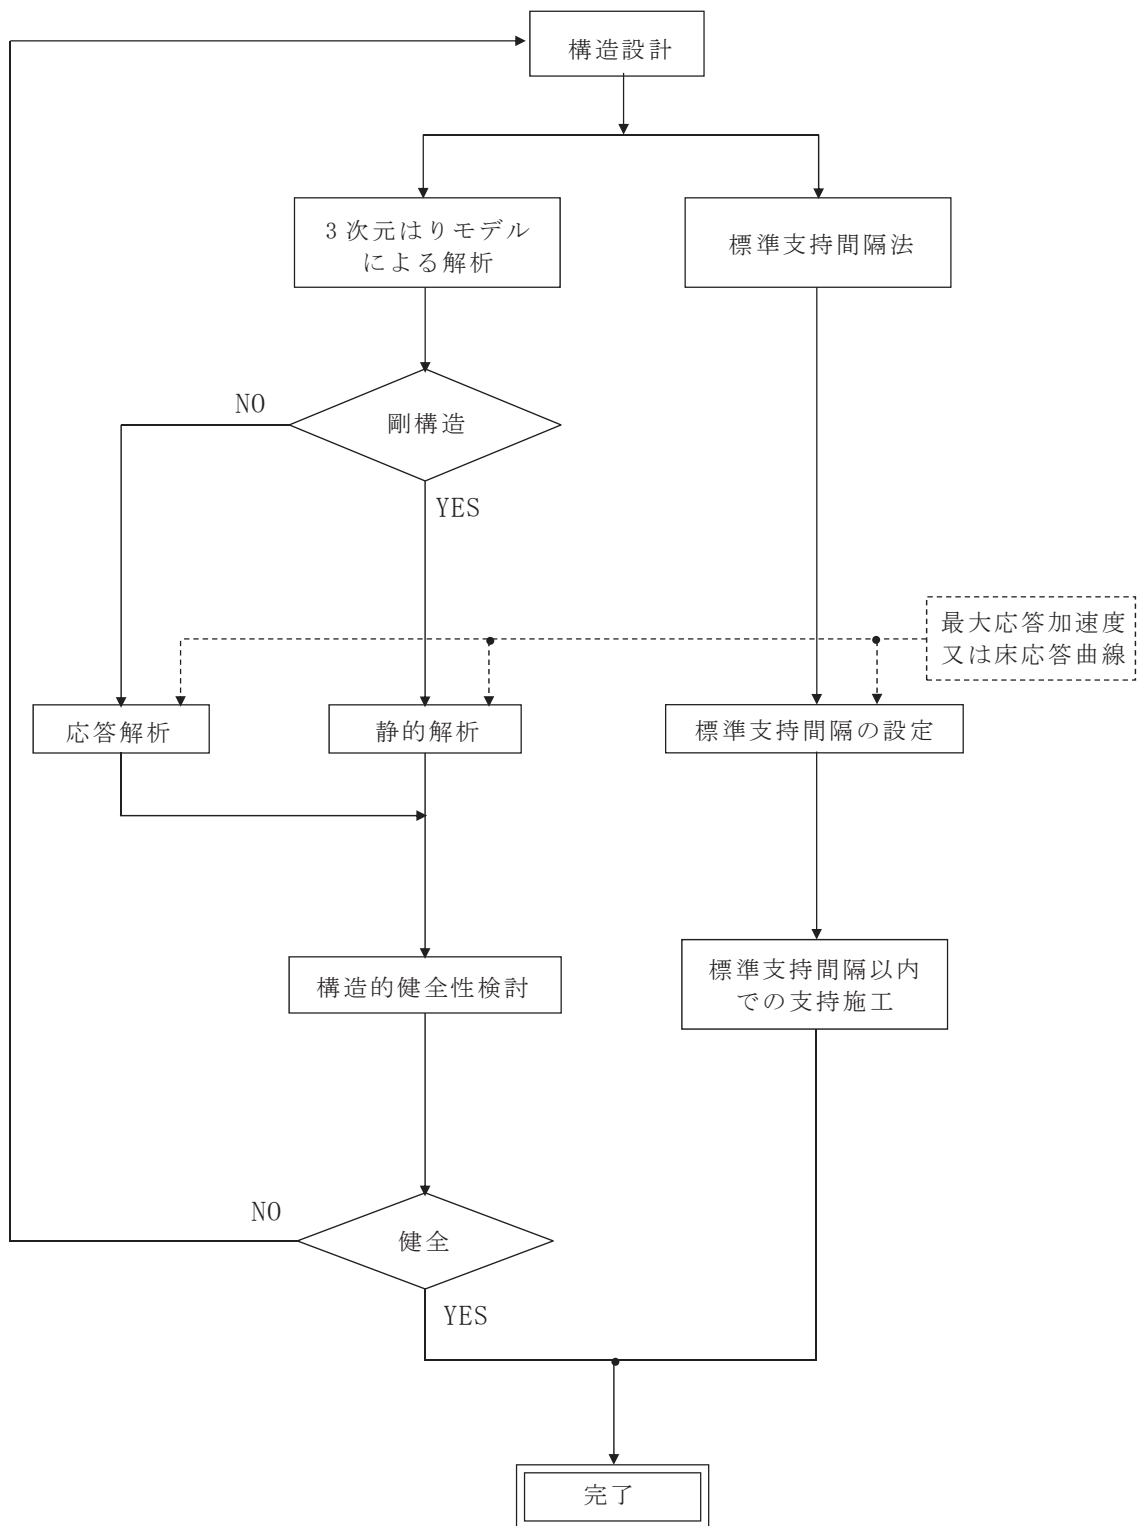 構造設計
3次元はりモデル
による解析
標準支持間隔法
NO
剛構造
YES
最大応答加速度
又は床応答曲線
応答解析
静的解析
標準支持間隔の設定
標準支持間隔以内
での支持施工
構造的健全性検討
NO
健全
YES
完了